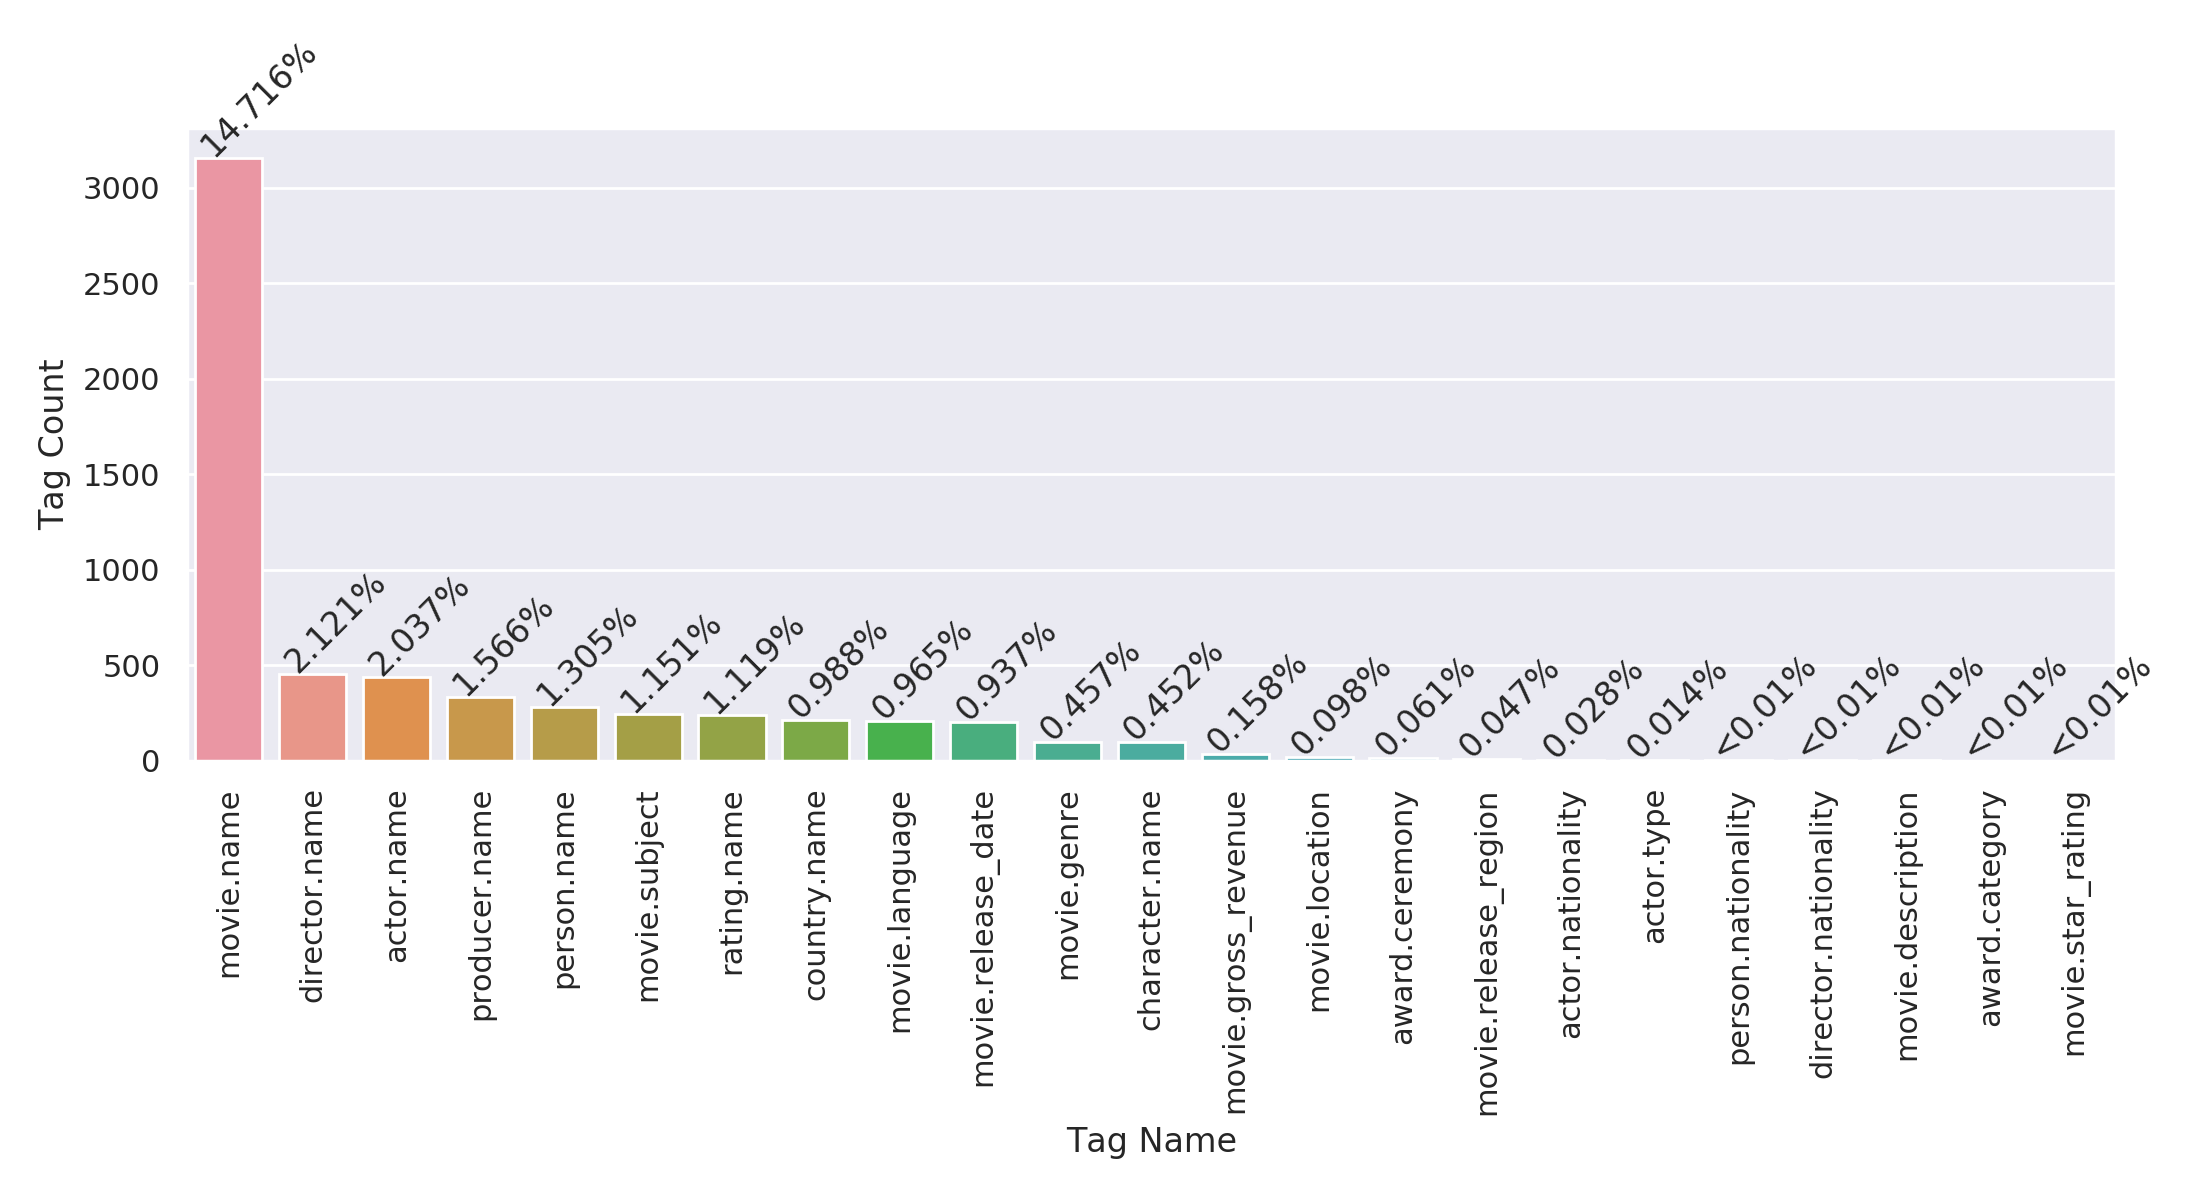 14.716%
3000
2500
2000
1500
1000
500
0
Tag Count
2.121%
2.037%
1.566%
1.305%
1.151%
1.119%
0.988%
0.965%
0.937%
0.457%
0.452%
0.158%
0.098%
0.061%
0.047%
0.028%
0.014%
<0.01%
<0.01%
<0.01%
<0.01%
<0.01%
movie.name
director.name
actor.name
producer.name
person.name
movie.subject
rating.name
country.name
movie.language
movie.release_date
movie.genre
character.name
movie.gross_revenue
movie.location
award.ceremony
movie.release_region
actor.nationality
actor.type
person.nationality
director.nationality
movie.description
award.category
movie.star_rating
Tag Name